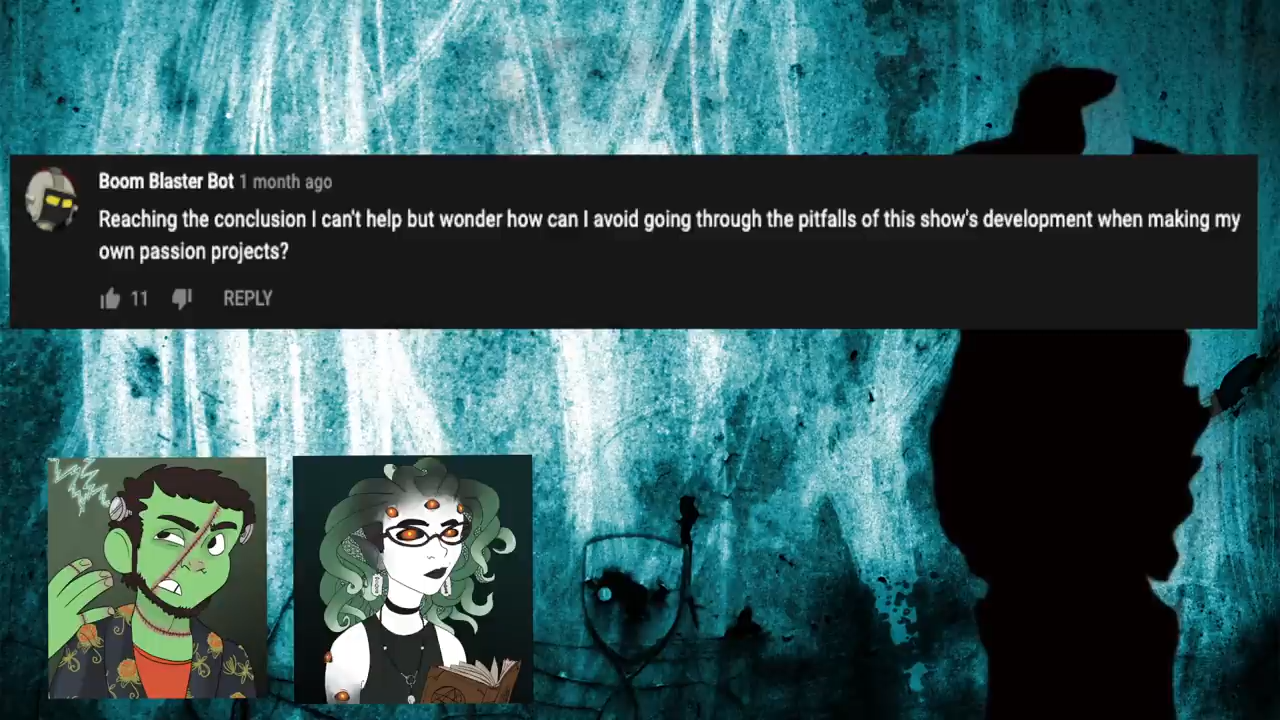 Boom Blaster Bot 1 month ago
Reaching the conclusion I can't help but wonder how can I avoid going through the pitfalls of this show's development when making my
own passion projects?
11 REPLY